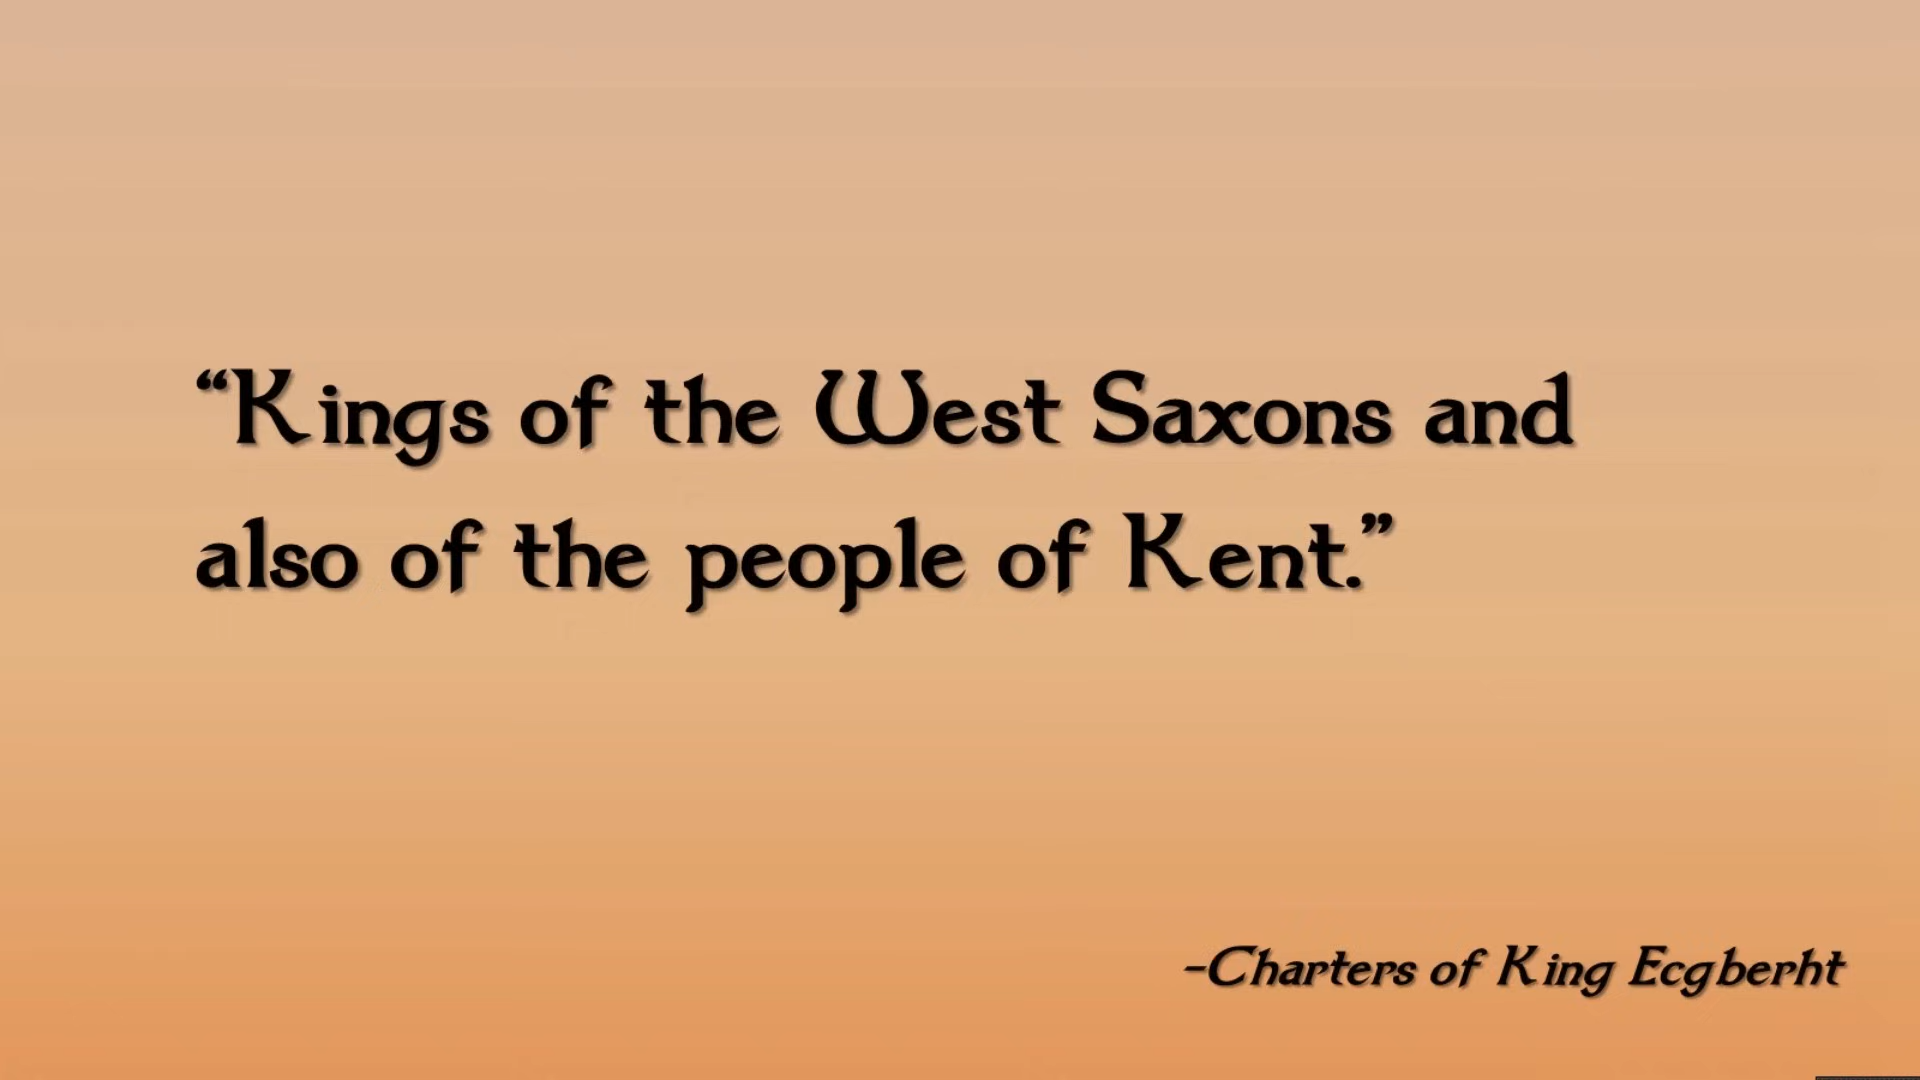 “Kings of the West Saxons and
also of the people of Kent.”
-Charters of King Ecgberht